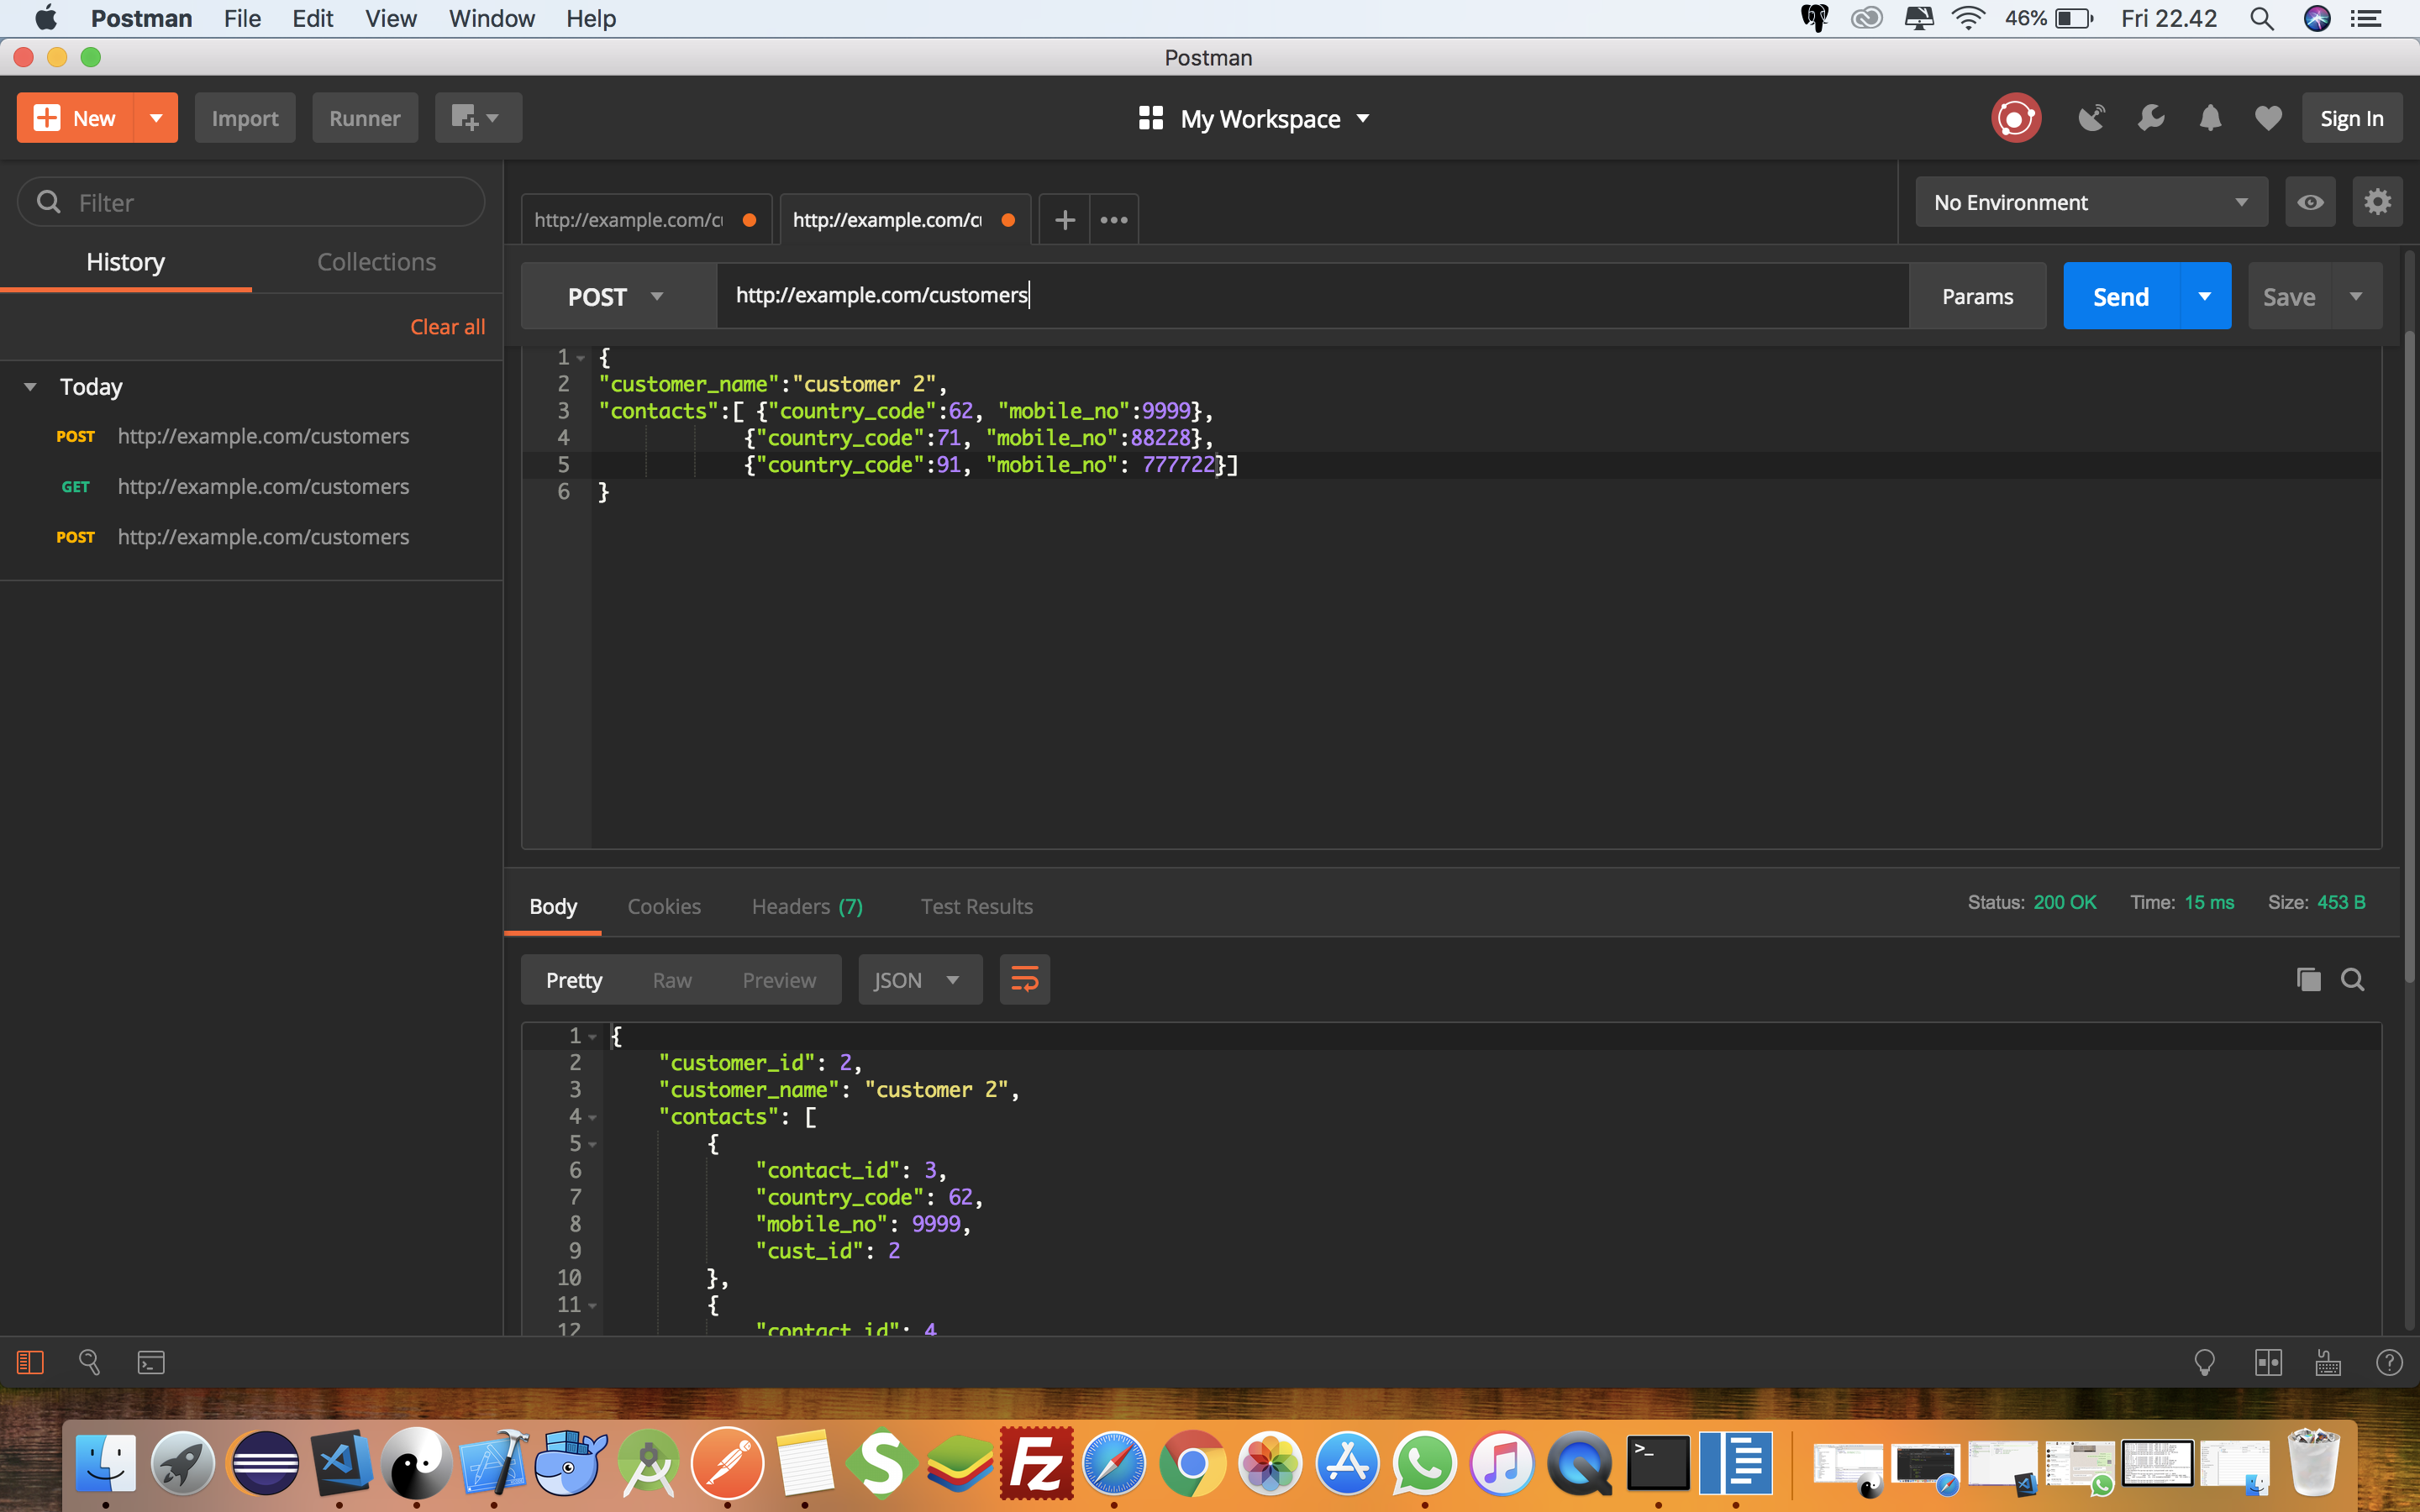 Postman File Edit View Window Help 46% Fri 22.42
Postman
New Import Runner My Workspace Sign In
Filter
History Collections
Clear all
Today
POST http://example.com/customers
GET http://example.com/customers
POST http://example.com/customers
http://example.com/cu http://example.com/cu No Environment
POST http://example.com/customers Params Send Save
1 {
2 "customer_name":"customer 2",
3 "contacts":[ {"country_code":62, "mobile_no":9999},
4 {"country_code":71, "mobile_no":88228},
5 {"country_code":91, "mobile_no": 777722}]
6 }
Body Cookies Headers (7) Test Results Status: 200 OK Time: 15 ms Size: 453 B
Pretty Raw Preview JSON
1 {
2 "customer_id": 2,
3 "customer_name": "customer 2",
4 "contacts": [
5 {
6 "contact_id": 3,
7 "country_code": 62,
8 "mobile_no": 9999,
9 "cust_id": 2
10 },
11 {
12 "contact_id": 4